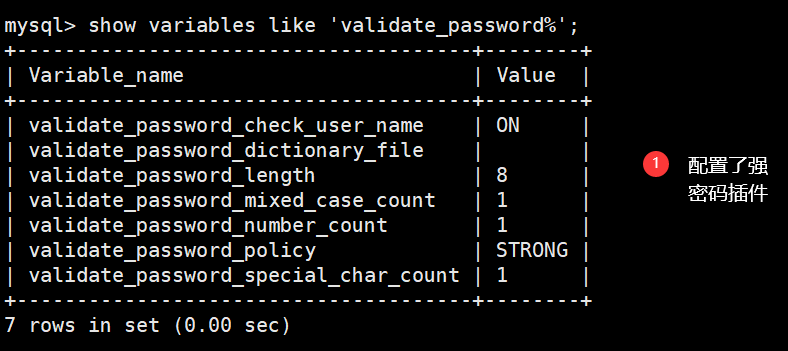 mysql> show variables like 'validate_password%';
+--------------------------------------+--------+
| Variable_name                        | Value  |
+--------------------------------------+--------+
| validate_password_check_user_name    | ON     |
| validate_password_dictionary_file    |        |
| validate_password_length             | 8      |
| validate_password_mixed_case_count   | 1      |
| validate_password_number_count       | 1      |
| validate_password_policy             | STRONG |
| validate_password_special_char_count | 1      |
+--------------------------------------+--------+
7 rows in set (0.00 sec)
1 配置了强
密码插件